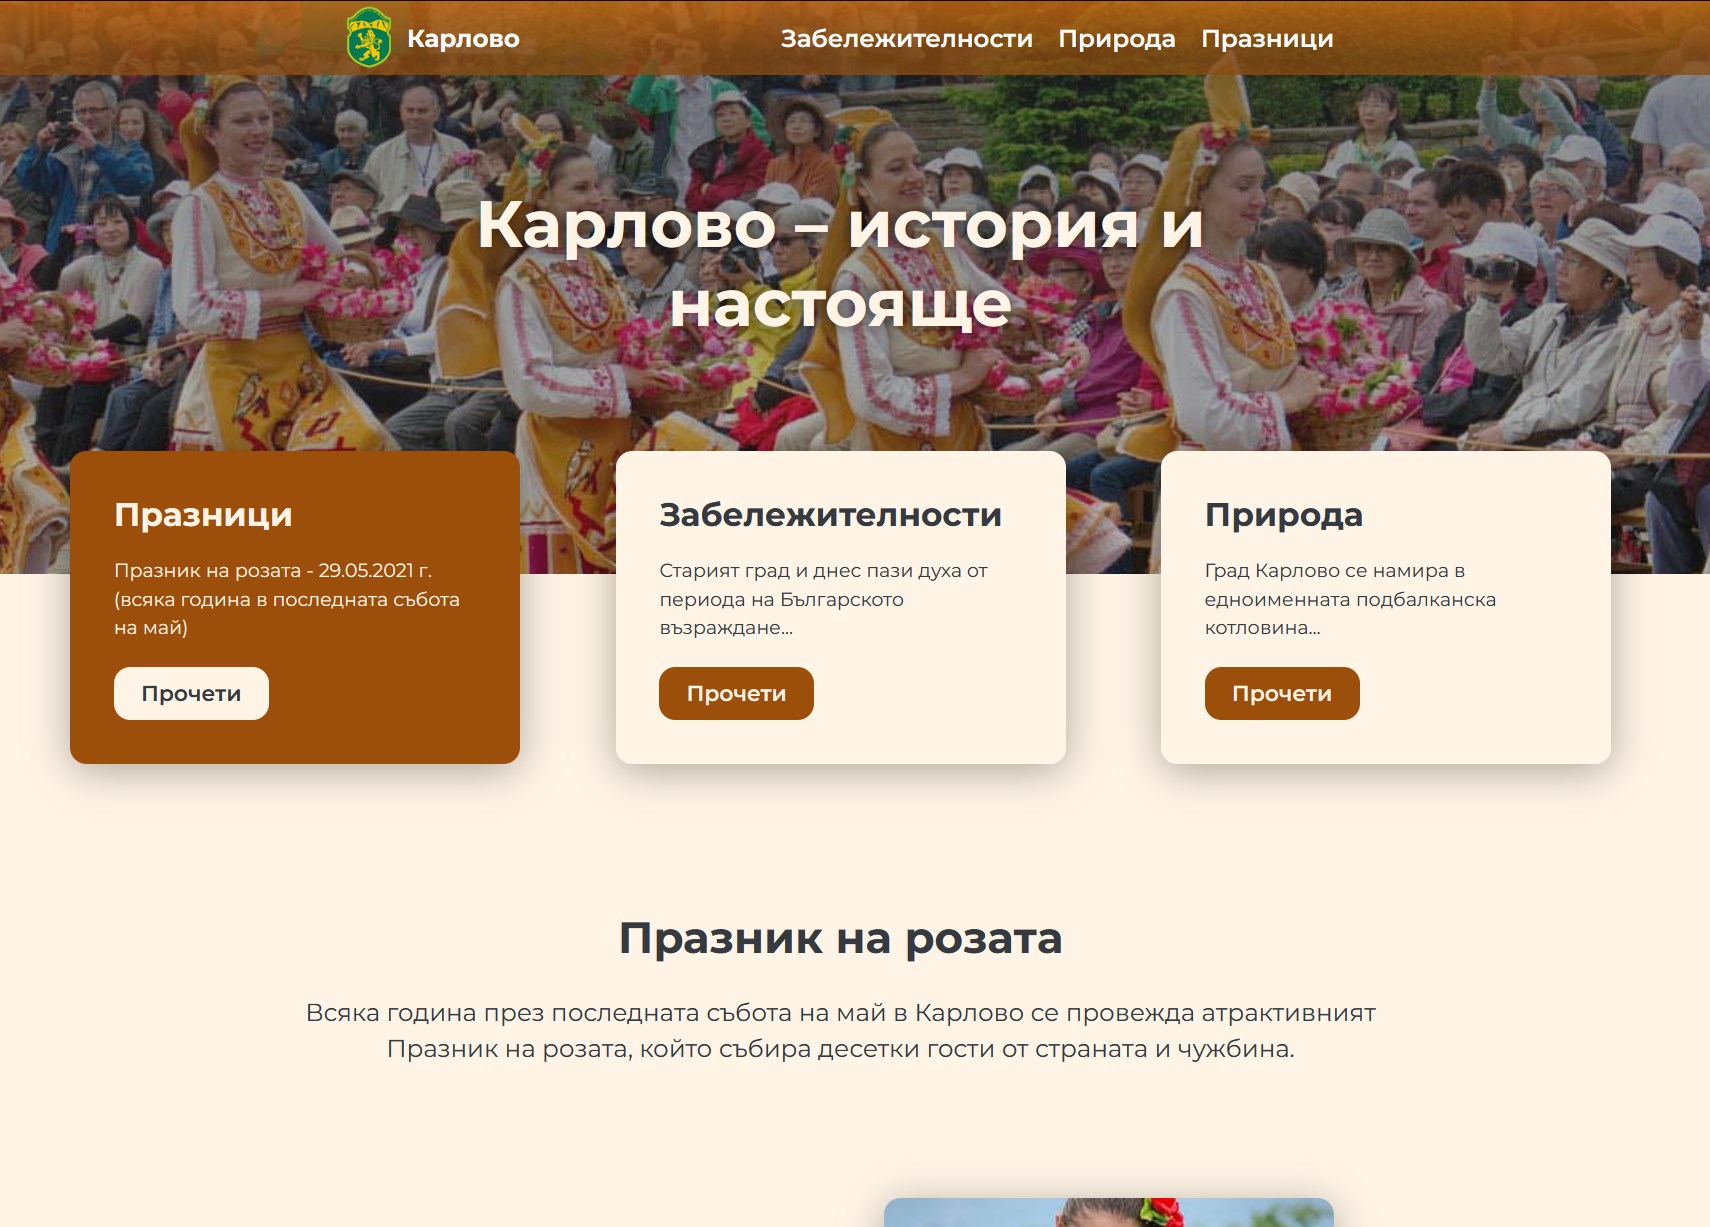 Карлово
Забележителности Природа Празници
Карлово – история и
настояще
Празници
Празник на розата - 29.05.2021 г.
(всяка година в последната събота
на май)
Прочети
Забележителности
Старият град и днес пази духа от
периода на Българското
възраждане...
Прочети
Природа
Град Карлово се намира в
едноименната подбалканска
котловина...
Прочети
Празник на розата
Всяка година през последната събота на май в Карлово се провежда атрактивният
Празник на розата, който събира десетки гости от страната и чужбина.